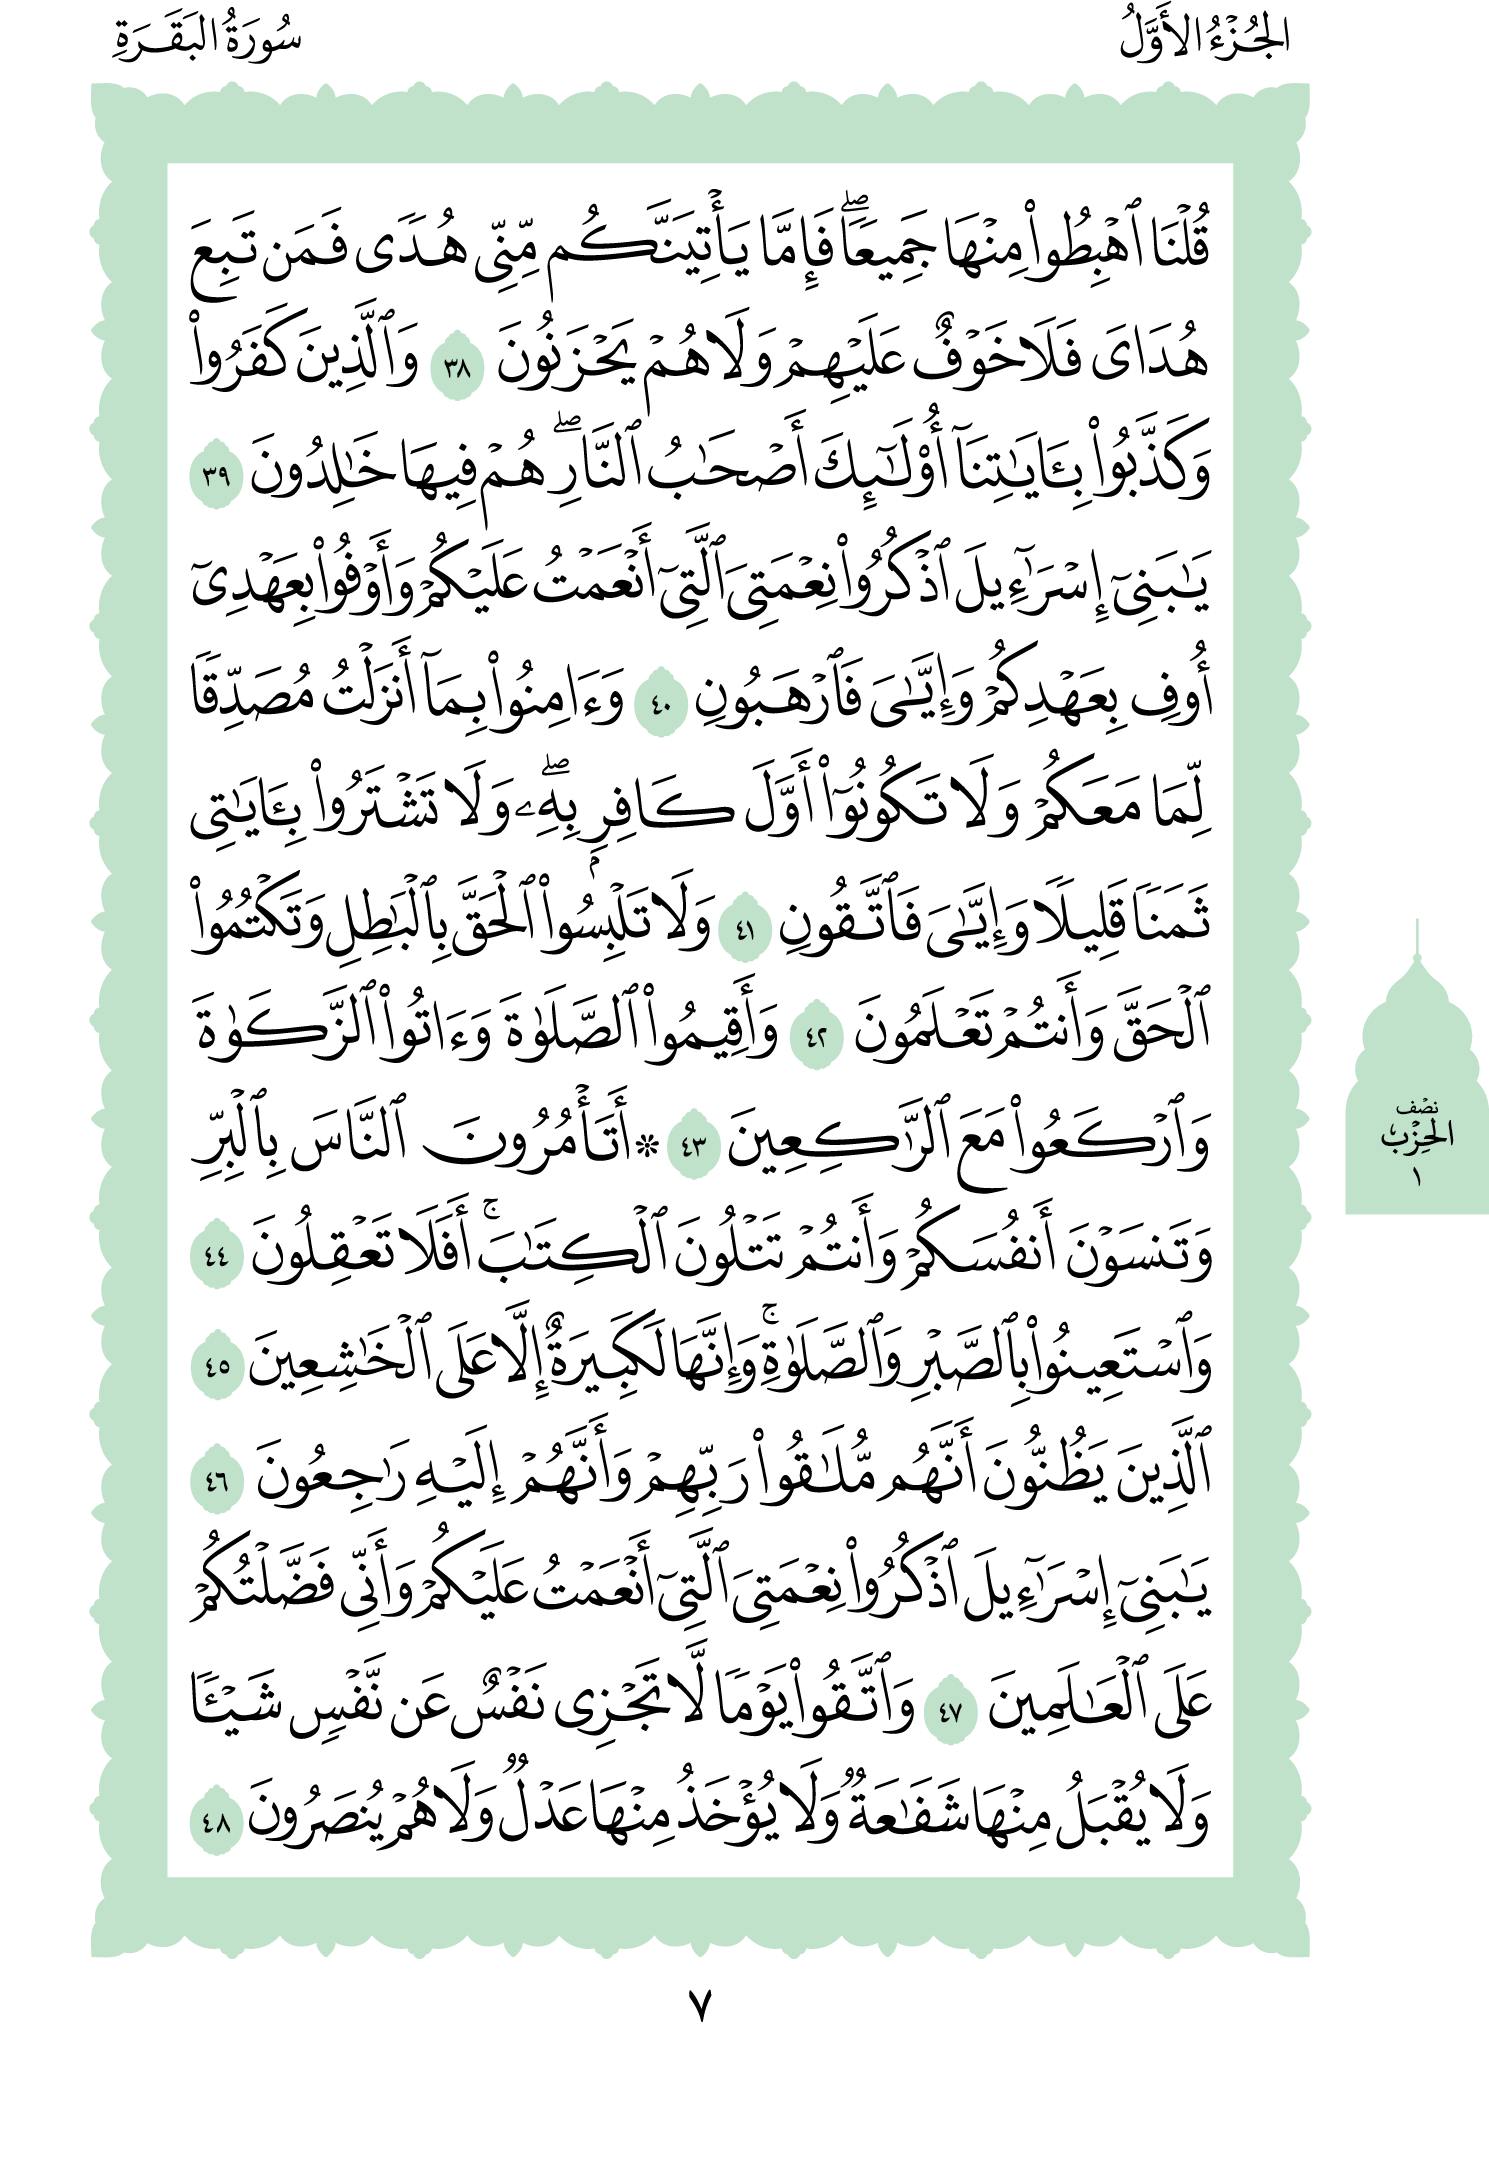 الجُزْءُ الأَوَّلُ
سُورَةُ البَقَرَةِ
قُلْنَا ٱهْبِطُوا۟ مِنْهَا جَمِيعًۭا ۖ فَإِمَّا يَأْتِيَنَّكُم مِّنِّى هُدًۭى فَمَن تَبِعَ
هُدَاىَ فَلَا خَوْفٌ عَلَيْهِمْ وَلَا هُمْ يَحْزَنُونَ ٣٨ وَٱلَّذِينَ كَفَرُوا۟
وَكَذَّبُوا۟ بِـَٔايَـٰتِنَآ أُو۟لَـٰٓئِكَ أَصْحَـٰبُ ٱلنَّارِ ۖ هُمْ فِيهَا خَـٰلِدُونَ ٣٩
يَـٰبَنِىٓ إِسْرَٰٓءِيلَ ٱذْكُرُوا۟ نِعْمَتِىَ ٱلَّتِىٓ أَنْعَمْتُ عَلَيْكُمْ وَأَوْفُوا۟ بِعَهْدِىٓ
أُوفِ بِعَهْدِكُمْ وَإِيَّـٰىَ فَٱرْهَبُونِ ٤٠ وَءَامِنُوا۟ بِمَآ أَنزَلْتُ مُصَدِّقًۭا
لِّمَا مَعَكُمْ وَلَا تَكُونُوٓا۟ أَوَّلَ كَافِرٍۭ بِهِۦ ۖ وَلَا تَشْتَرُوا۟ بِـَٔايَـٰتِى
ثَمَنًۭا قَلِيلًۭا وَإِيَّـٰىَ فَٱتَّقُونِ ٤١ وَلَا تَلْبِسُوا۟ ٱلْحَقَّ بِٱلْبَـٰطِلِ وَتَكْتُمُوا۟
ٱلْحَقَّ وَأَنتُمْ تَعْلَمُونَ ٤٢ وَأَقِيمُوا۟ ٱلصَّلَوٰةَ وَءَاتُوا۟ ٱلزَّكَوٰةَ
وَٱرْكَعُوا۟ مَعَ ٱلرَّٰكِعِينَ ٤٣ * أَتَأْمُرُونَ ٱلنَّاسَ بِٱلْبِرِّ
وَتَنسَوْنَ أَنفُسَكُمْ وَأَنتُمْ تَتْلُونَ ٱلْكِتَـٰبَ ۚ أَفَلَا تَعْقِلُونَ ٤٤
وَٱسْتَعِينُوا۟ بِٱلصَّبْرِ وَٱلصَّلَوٰةِ ۚ وَإِنَّهَا لَكَبِيرَةٌ إِلَّا عَلَى ٱلْخَـٰشِعِينَ ٤٥
ٱلَّذِينَ يَظُنُّونَ أَنَّهُم مُّلَـٰقُوا۟ رَبِّهِمْ وَأَنَّهُمْ إِلَيْهِ رَٰجِعُونَ ٤٦
يَـٰبَنِىٓ إِسْرَٰٓءِيلَ ٱذْكُرُوا۟ نِعْمَتِىَ ٱلَّتِىٓ أَنْعَمْتُ عَلَيْكُمْ وَأَنِّى فَضَّلْتُكُمْ
عَلَى ٱلْعَـٰلَمِينَ ٤٧ وَٱتَّقُوا۟ يَوْمًۭا لَّا تَجْزِى نَفْسٌ عَن نَّفْسٍۢ شَيْـًۭٔا
وَلَا يُقْبَلُ مِنْهَا شَفَـٰعَةٌۭ وَلَا يُؤْخَذُ مِنْهَا عَدْلٌۭ وَلَا هُمْ يُنصَرُونَ ٤٨
نصْف
الحِزْب
١
٧